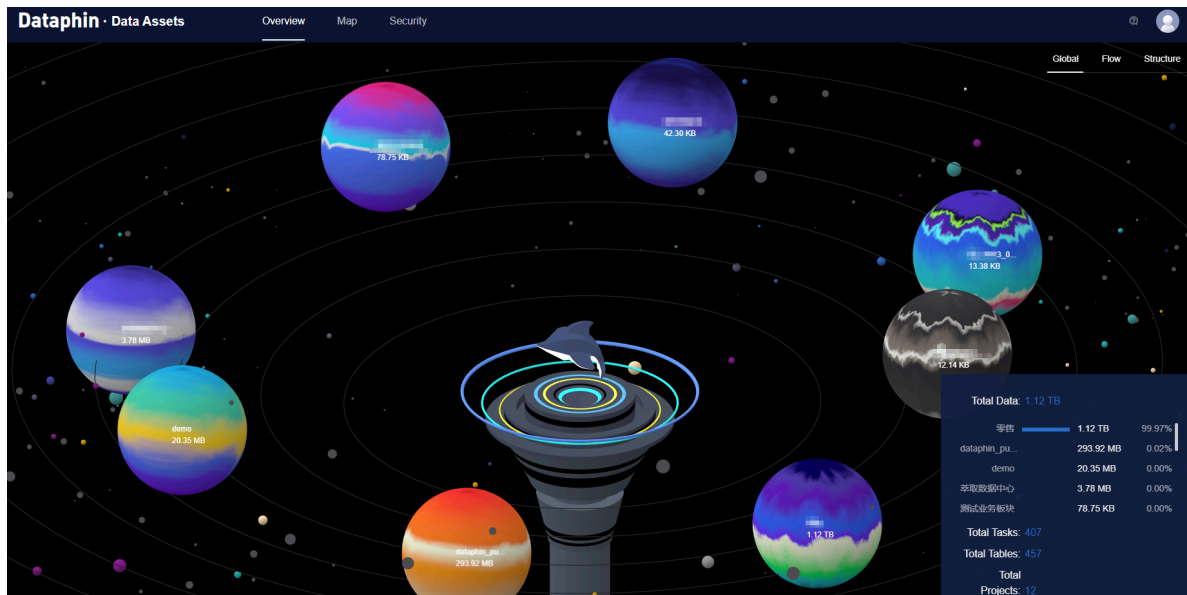 Dataphin · Data Assets
Overview Map Security
Global Flow Structure
42.30 KB
78.75 KB
3_0...
13.38 KB
3.78 MB
12.14 KB
demo
20.35 MB
dataphin_pu...
293.92 MB
1.12 TB
Total Data: 1.12 TB
零售 1.12 TB 99.97%
dataphin_pu... 293.92 MB 0.02%
demo 20.35 MB 0.00%
萃取数据中心 3.78 MB 0.00%
测试业务板块 78.75 KB 0.00%
Total Tasks: 407
Total Tables: 457
Total
Projects: 12